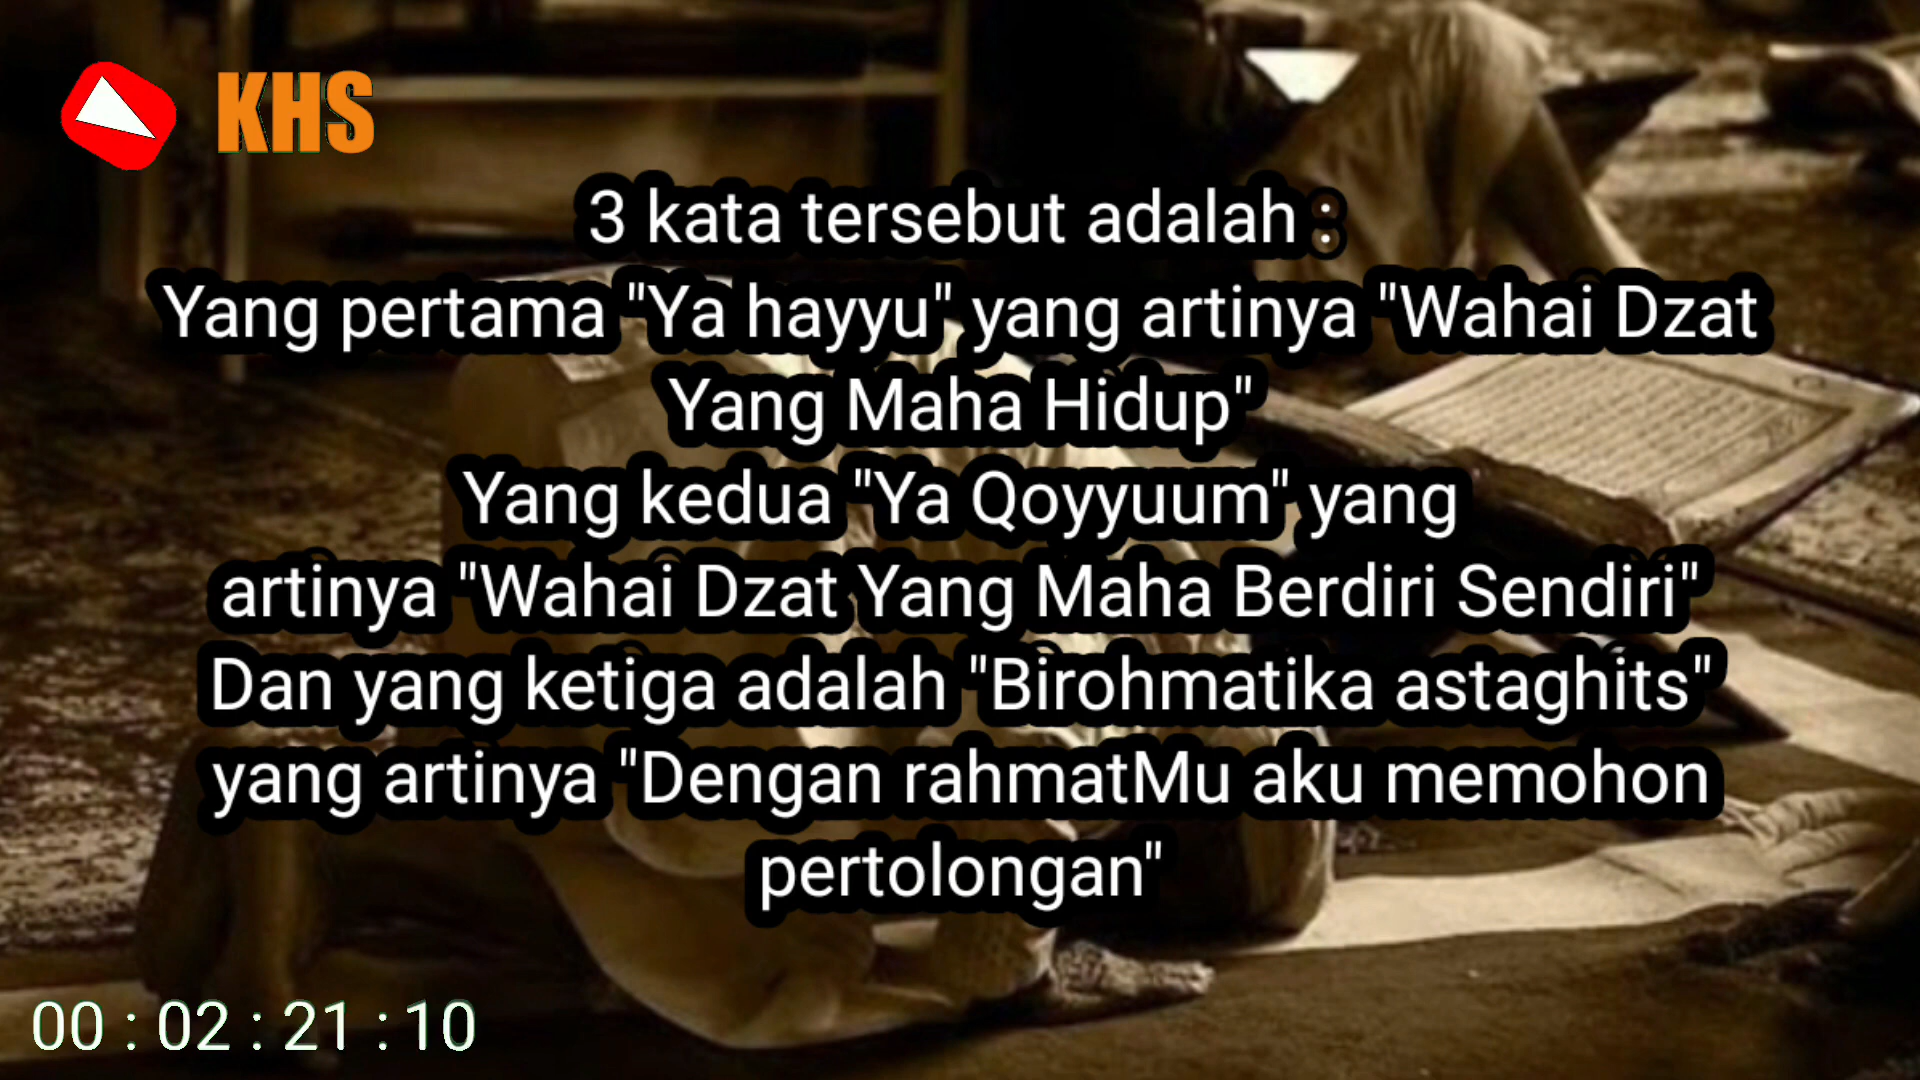 KHS
3 kata tersebut adalah :
Yang pertama "Ya hayyu" yang artinya "Wahai Dzat
Yang Maha Hidup"
Yang kedua "Ya Qoyyuum" yang
artinya "Wahai Dzat Yang Maha Berdiri Sendiri"
Dan yang ketiga adalah "Birohmatika astaghits"
yang artinya "Dengan rahmatMu aku memohon
pertolongan"
00 : 02 : 21 : 10